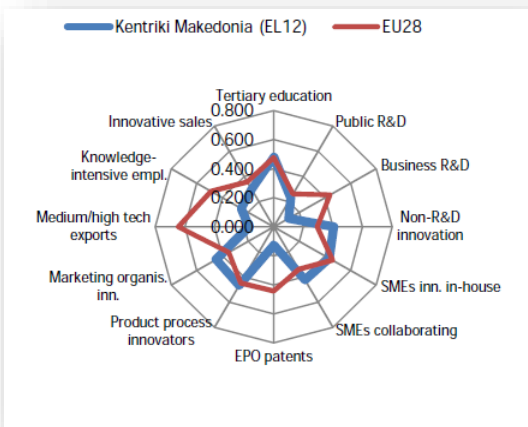 Kentriki Makedonia (EL12)
EU28
Tertiary education
0.800
0.600
0.400
0.200
0.000
Public R&D
Business R&D
Non-R&D
innovation
SMEs inn. in-house
SMEs collaborating
EPO patents
Product process
innovators
Marketing organis.
inn.
Medium/high tech
exports
Knowledge-
intensive empl.
Innovative sales